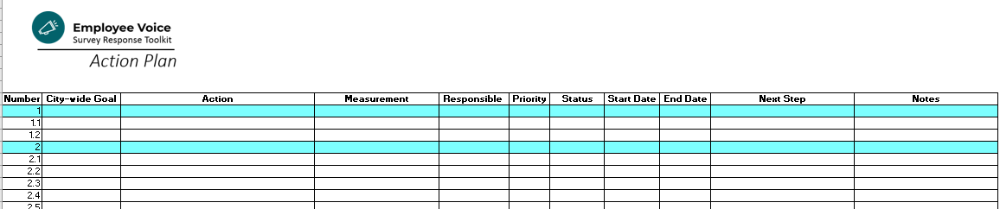 Employee Voice
Survey Response Toolkit
Action Plan
Number City-wide Goal Action Measurement Responsible Priority Status Start Date End Date Next Step Notes
1
1.1
1.2
2
2.1
2.2
2.3
2.4
2.5